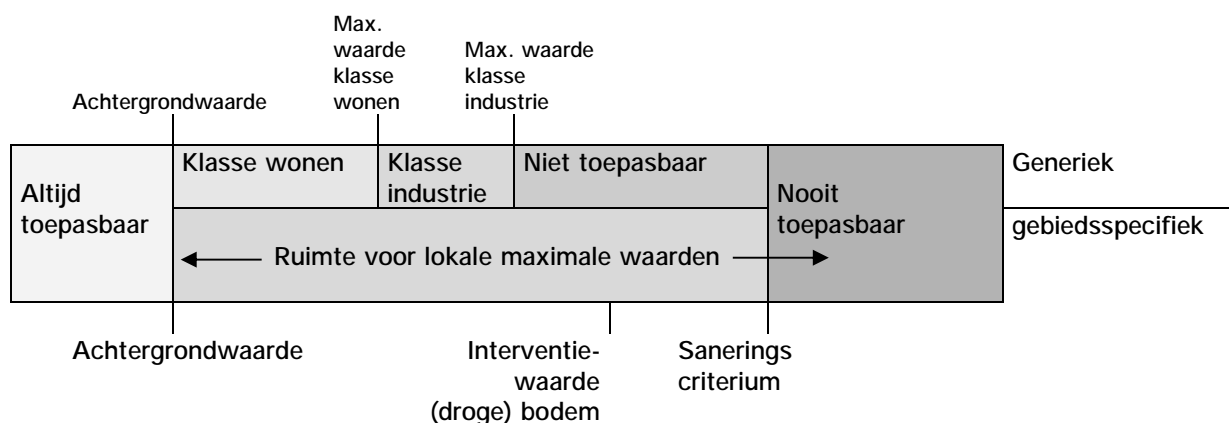 Max.
waarde
klasse
wonen
Max. waarde
klasse
industrie
Achtergrondwaarde
Klasse wonen
Klasse
industrie
Niet toepasbaar
Generiek
Altijd
toepasbaar
Nooit
toepasbaar
gebiedsspecifiek
Ruimte voor lokale maximale waarden
Achtergrondwaarde
Interventie-
waarde
(droge) bodem
Sanerings
criterium